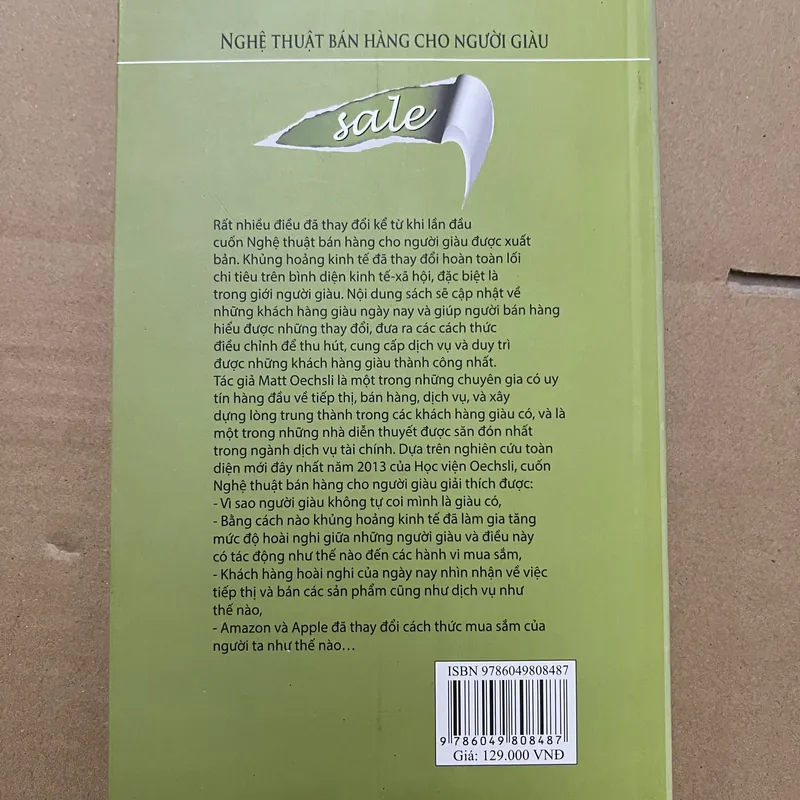 NGHỆ THUẬT BÁN HÀNG CHO NGƯỜI GIÀU
sale
Rất nhiều điều đã thay đổi kể từ khi lần đầu
cuốn Nghệ thuật bán hàng cho người giàu được xuất
bản. Khủng hoảng kinh tế đã thay đổi hoàn toàn lối
chi tiêu trên bình diện kinh tế-xã hội, đặc biệt là
trong giới người giàu. Nội dung sách sẽ cập nhật về
những khách hàng giàu ngày nay và giúp người bán hàng
hiểu được những thay đổi, đưa ra các cách thức
điều chỉnh để thu hút, cung cấp dịch vụ và duy trì
được những khách hàng giàu thành công nhất.
Tác giả Matt Oechsli là một trong những chuyên gia có uy
tín hàng đầu về tiếp thị, bán hàng, dịch vụ, và xây
dựng lòng trung thành trong các khách hàng giàu có, và là
một trong những nhà diễn thuyết được săn đón nhất
trong ngành dịch vụ tài chính. Dựa trên nghiên cứu toàn
diện mới đây nhất năm 2013 của Học viện Oechsli, cuốn
Nghệ thuật bán hàng cho người giàu giải thích được:
- Vì sao người giàu không tự coi mình là giàu có,
- Bằng cách nào khủng hoảng kinh tế đã làm gia tăng
mức độ hoài nghi giữa những người giàu và điều này
có tác động như thế nào đến các hành vi mua sắm,
- Khách hàng hoài nghi của ngày nay nhìn nhận về việc
tiếp thị và bán các sản phẩm cũng như dịch vụ như
thế nào,
- Amazon và Apple đã thay đổi cách thức mua sắm của
người ta như thế nào…
ISBN 9786049808487
9 786049 808487
Giá: 129.000 VNĐ